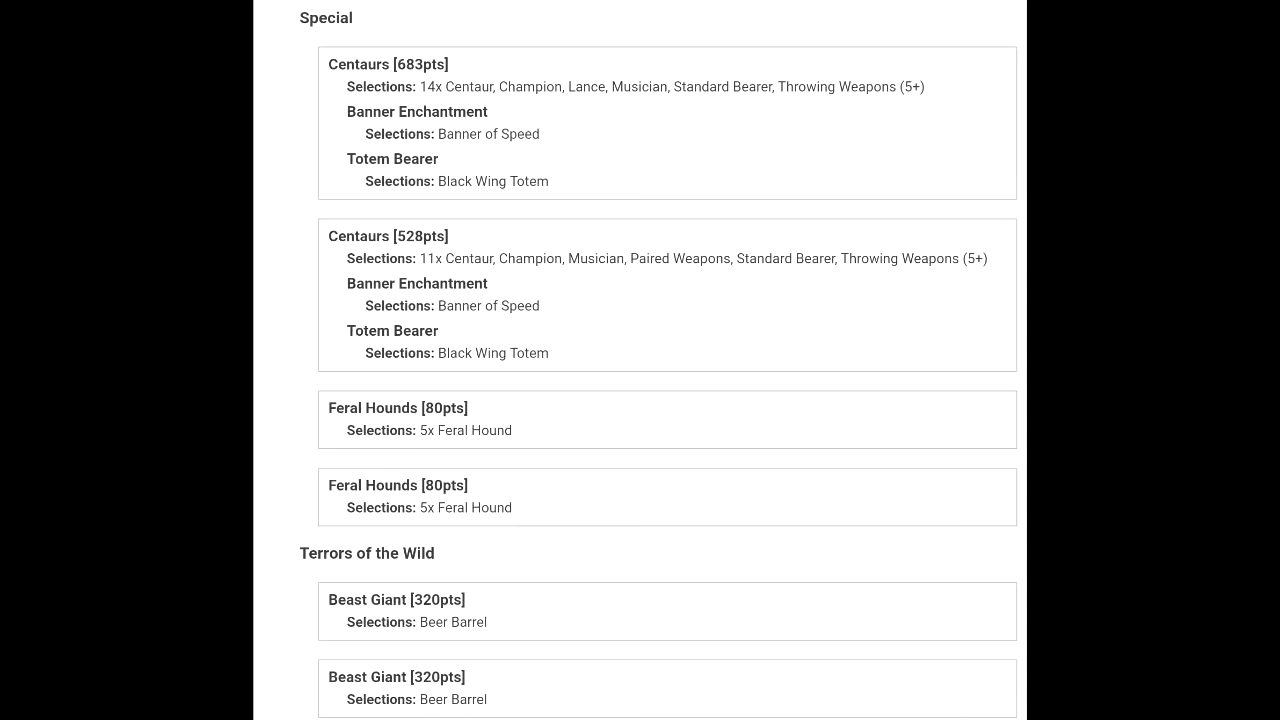 Special
Centaurs [683pts]
Selections: 14x Centaur, Champion, Lance, Musician, Standard Bearer, Throwing Weapons (5+)
Banner Enchantment
Selections: Banner of Speed
Totem Bearer
Selections: Black Wing Totem
Centaurs [528pts]
Selections: 11x Centaur, Champion, Musician, Paired Weapons, Standard Bearer, Throwing Weapons (5+)
Banner Enchantment
Selections: Banner of Speed
Totem Bearer
Selections: Black Wing Totem
Feral Hounds [80pts]
Selections: 5x Feral Hound
Feral Hounds [80pts]
Selections: 5x Feral Hound
Terrors of the Wild
Beast Giant [320pts]
Selections: Beer Barrel
Beast Giant [320pts]
Selections: Beer Barrel